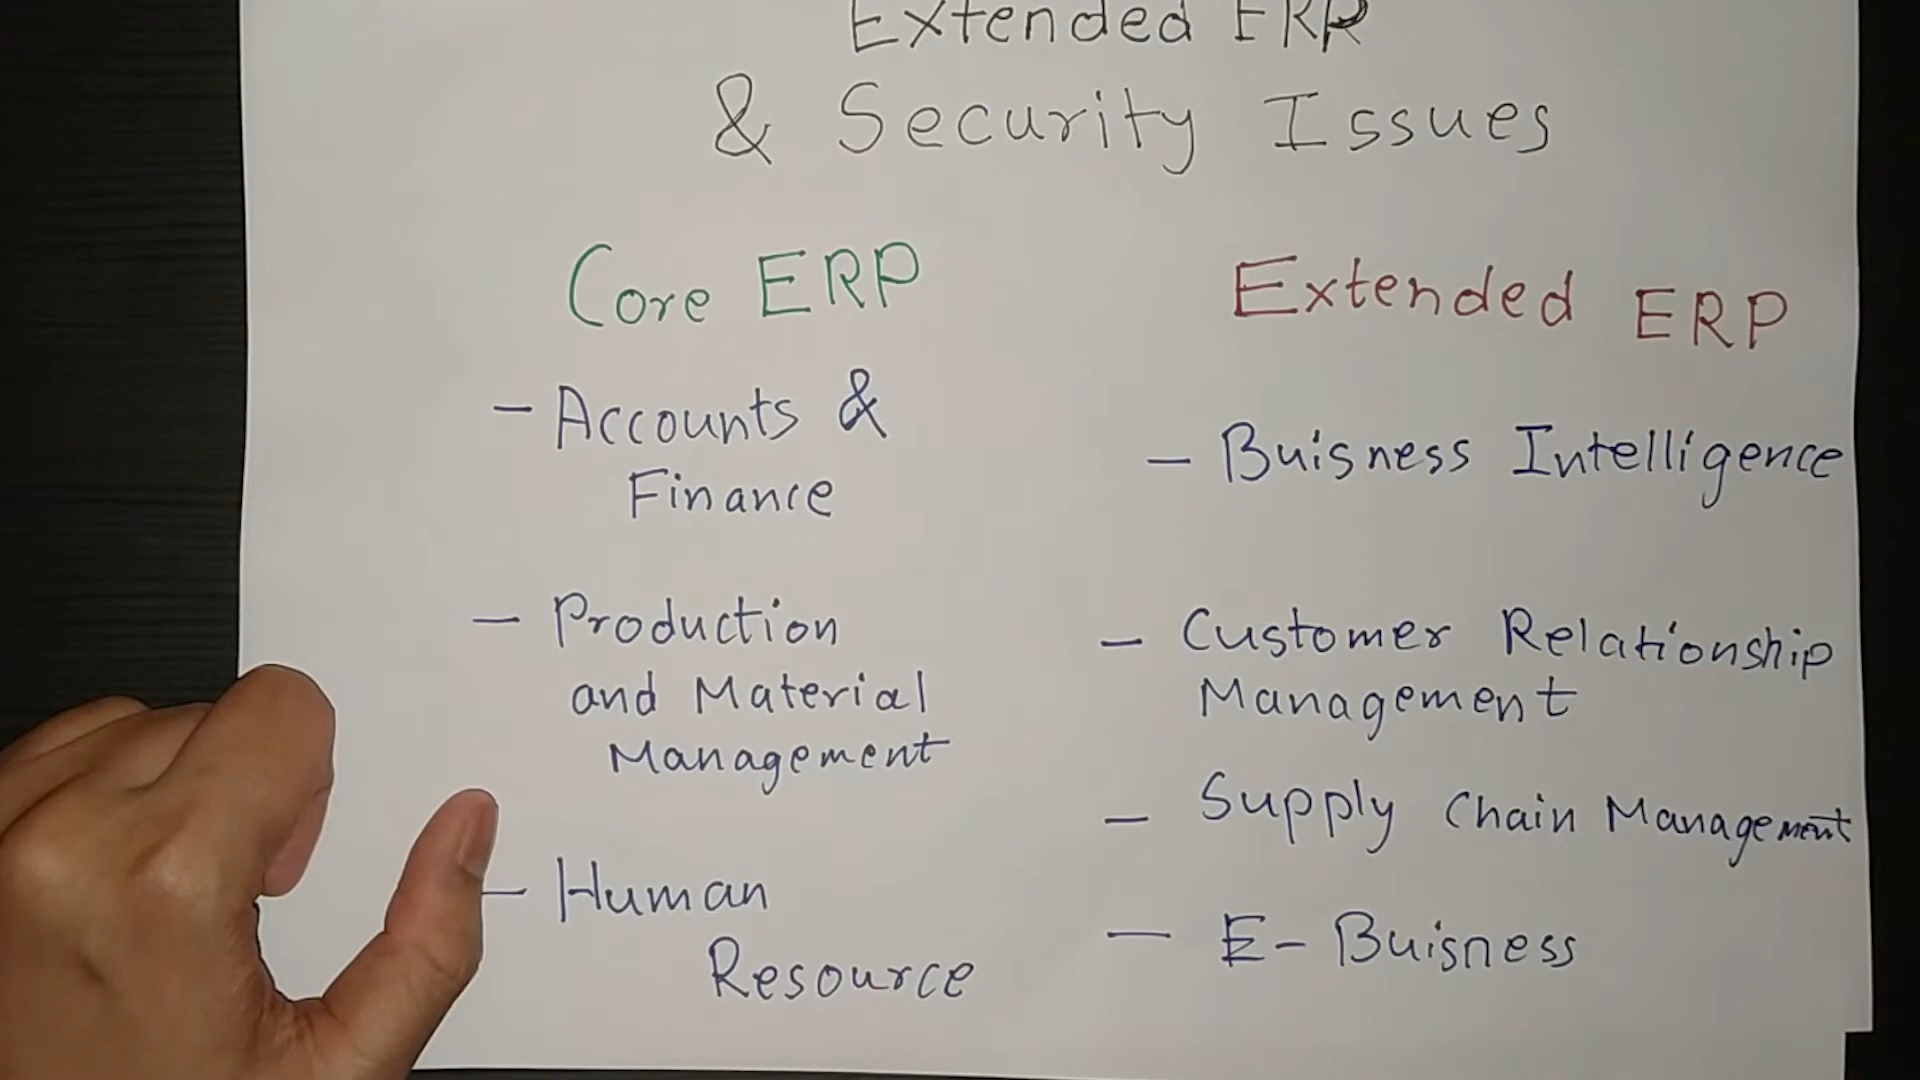 Extended ERP
& Security Issues
Core ERP
- Accounts &
Finance
- Production
and Material
Management
- Human
Resource
Extended ERP
- Buisness Intelligence
- Customer Relationship
Management
- Supply Chain Management
- E-Buisness